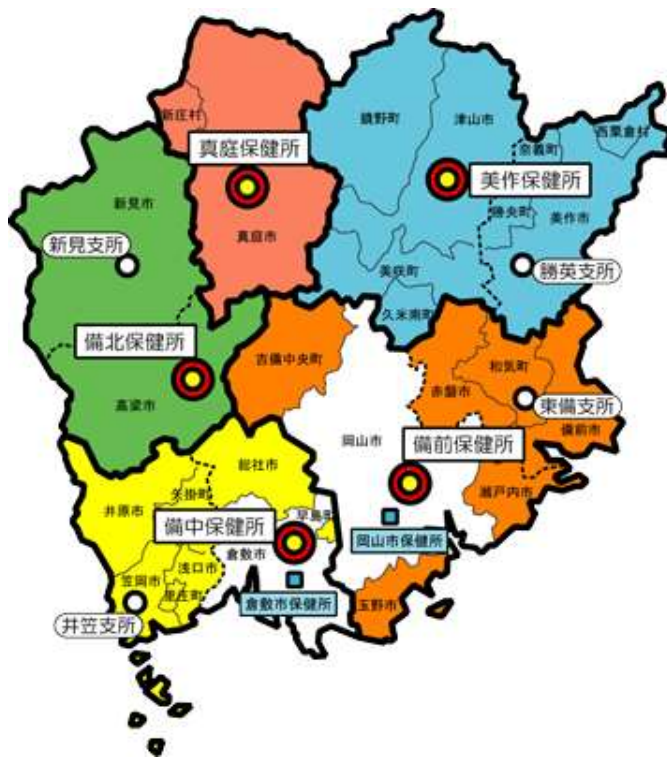 新庄村
真庭保健所
真庭市
鏡野町
津山市
奈義町
西粟倉村
美作保健所
勝央町
美作市
美咲町
久米南町
勝英支所
新見市
新見支所
備北保健所
高梁市
吉備中央町
赤磐市
和気町
東備支所
備前市
岡山市
備前保健所
瀬戸内市
岡山市保健所
玉野市
総社市
矢掛町
井原市
備中保健所
早島町
倉敷市
浅口市
笠岡市
里庄町
倉敷市保健所
井笠支所